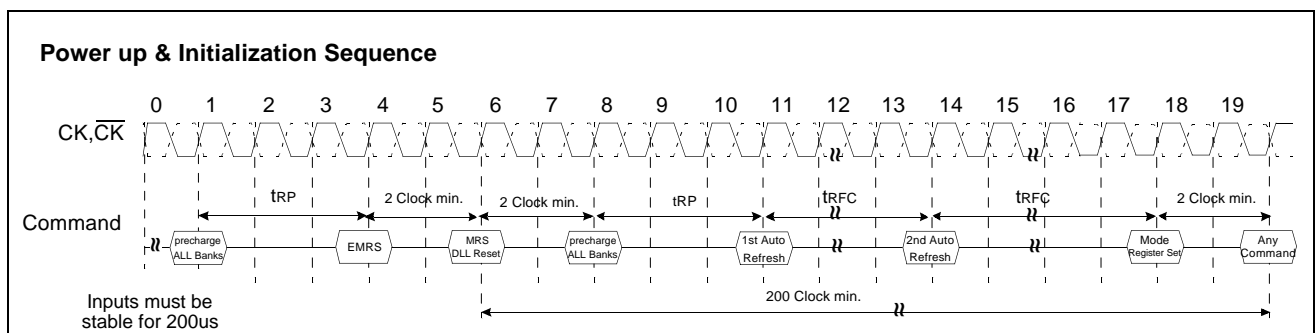 Power up & Initialization Sequence
0 1 2 3 4 5 6 7 8 9 10 11 12 13 14 15 16 17 18 19
CK,CK
tRP 2 Clock min. 2 Clock min. tRP tRFC tRFC 2 Clock min.
Command
precharge ALL Banks
EMRS
MRS DLL Reset
precharge ALL Banks
1st Auto Refresh
2nd Auto Refresh
Mode Register Set
Any Command
200 Clock min.
Inputs must be
stable for 200us